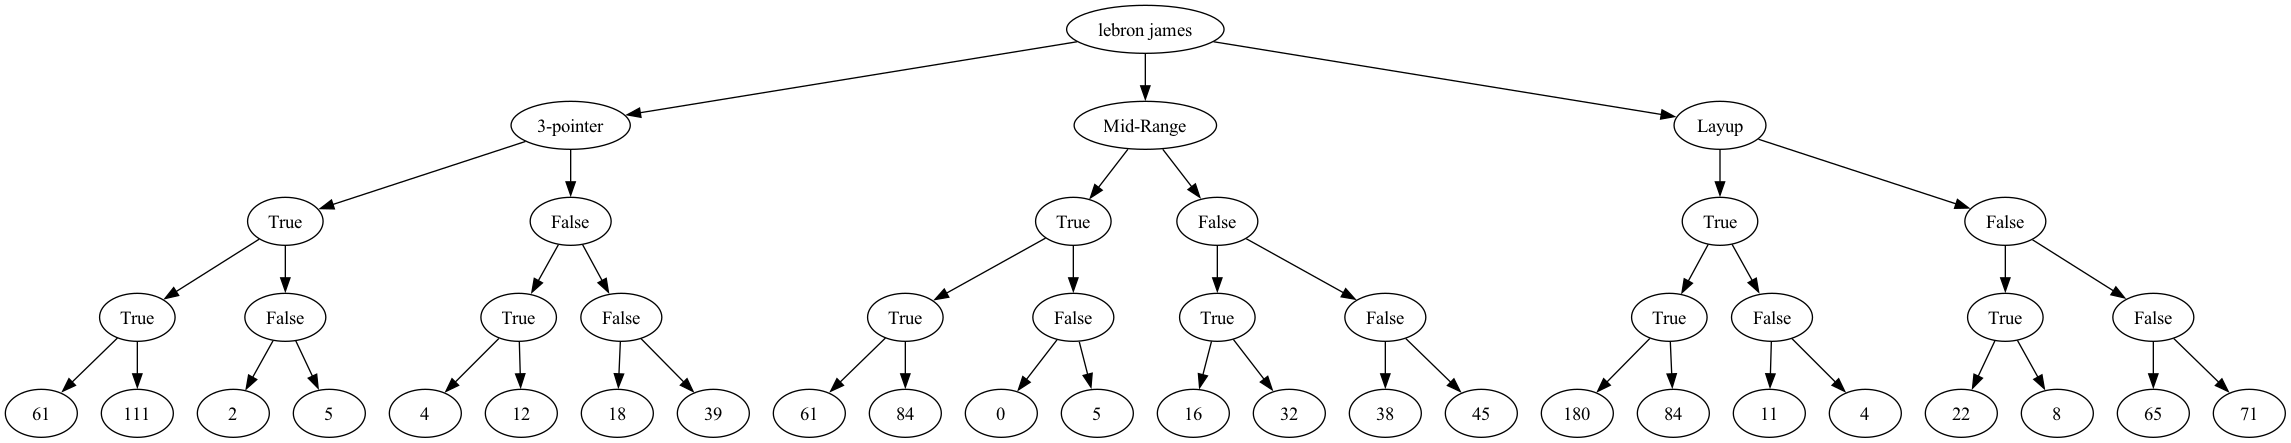 lebron james
3-pointer Mid-Range Layup
True False True False True False
True False True False True False True False True False True False
61 111 2 5 4 12 18 39 61 84 0 5 16 32 38 45 180 84 11 4 22 8 65 71